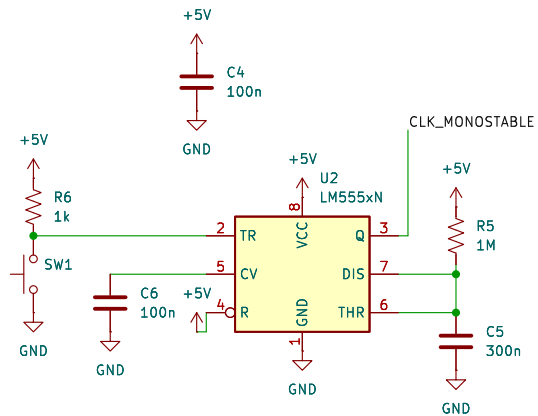 +5V
C4
100n
GND
CLK_MONOSTABLE
+5V
+5V
U2
LM555xN
+5V
R6
1k
8
VCC
R5
1M
2
TR
Q
3
SW1
5
CV
DIS
7
C6
100n
+5V
4
R
GND
THR
6
1
C5
300n
GND
GND
GND
GND